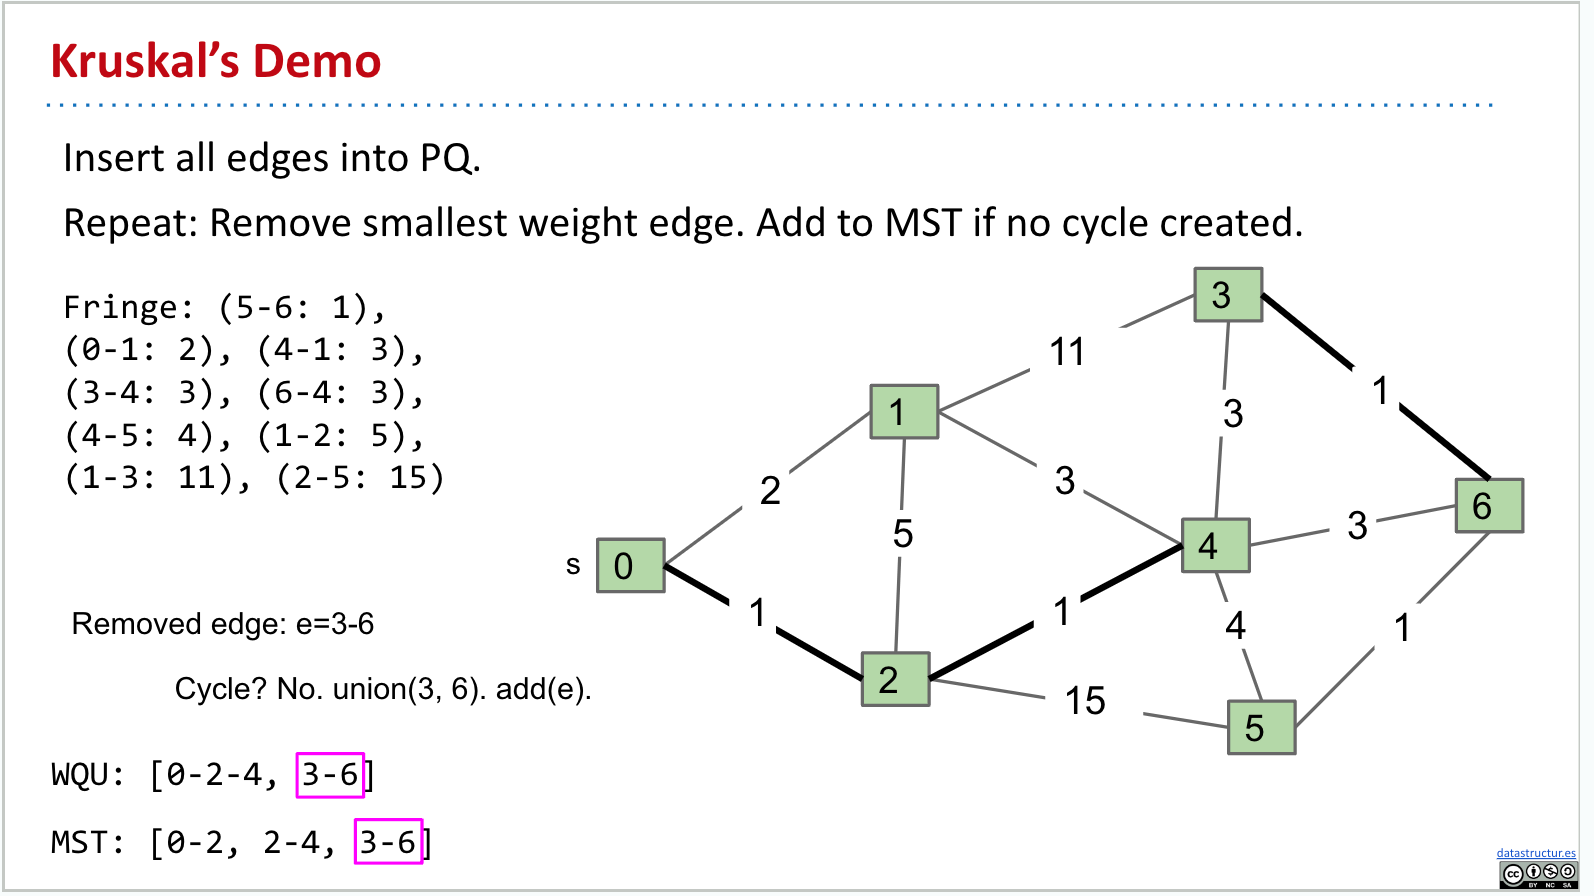 Kruskal’s Demo
Insert all edges into PQ.
Repeat: Remove smallest weight edge. Add to MST if no cycle created.
Fringe: (5-6: 1),
(0-1: 2), (4-1: 3),
(3-4: 3), (6-4: 3),
(4-5: 4), (1-2: 5),
(1-3: 11), (2-5: 15)
Removed edge: e=3-6
Cycle? No. union(3, 6). add(e).
WQU: [0-2-4, 3-6]
MST: [0-2, 2-4, 3-6]
3
11
1
1
3
2
3
6
3
5
4
s
0
1
1
4
1
2
15
5
datastructur.es
cc
BY NC SA